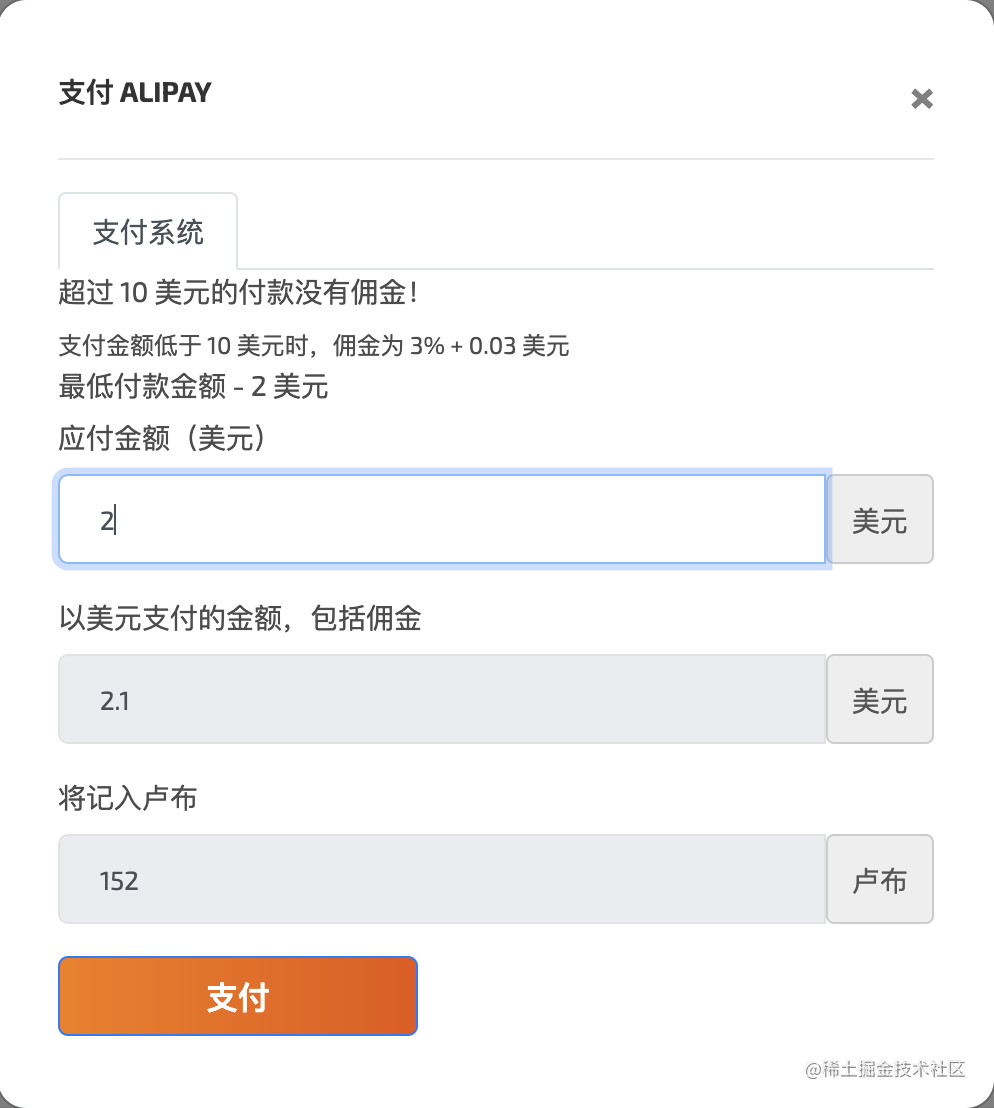 支付 ALIPAY
支付系统
超过 10 美元的付款没有佣金！
支付金额低于 10 美元时，佣金为 3% + 0.03 美元
最低付款金额 - 2 美元
应付金额（美元）
2 美元
以美元支付的金额，包括佣金
2.1 美元
将记入卢布
152 卢布
支付
@稀土掘金技术社区